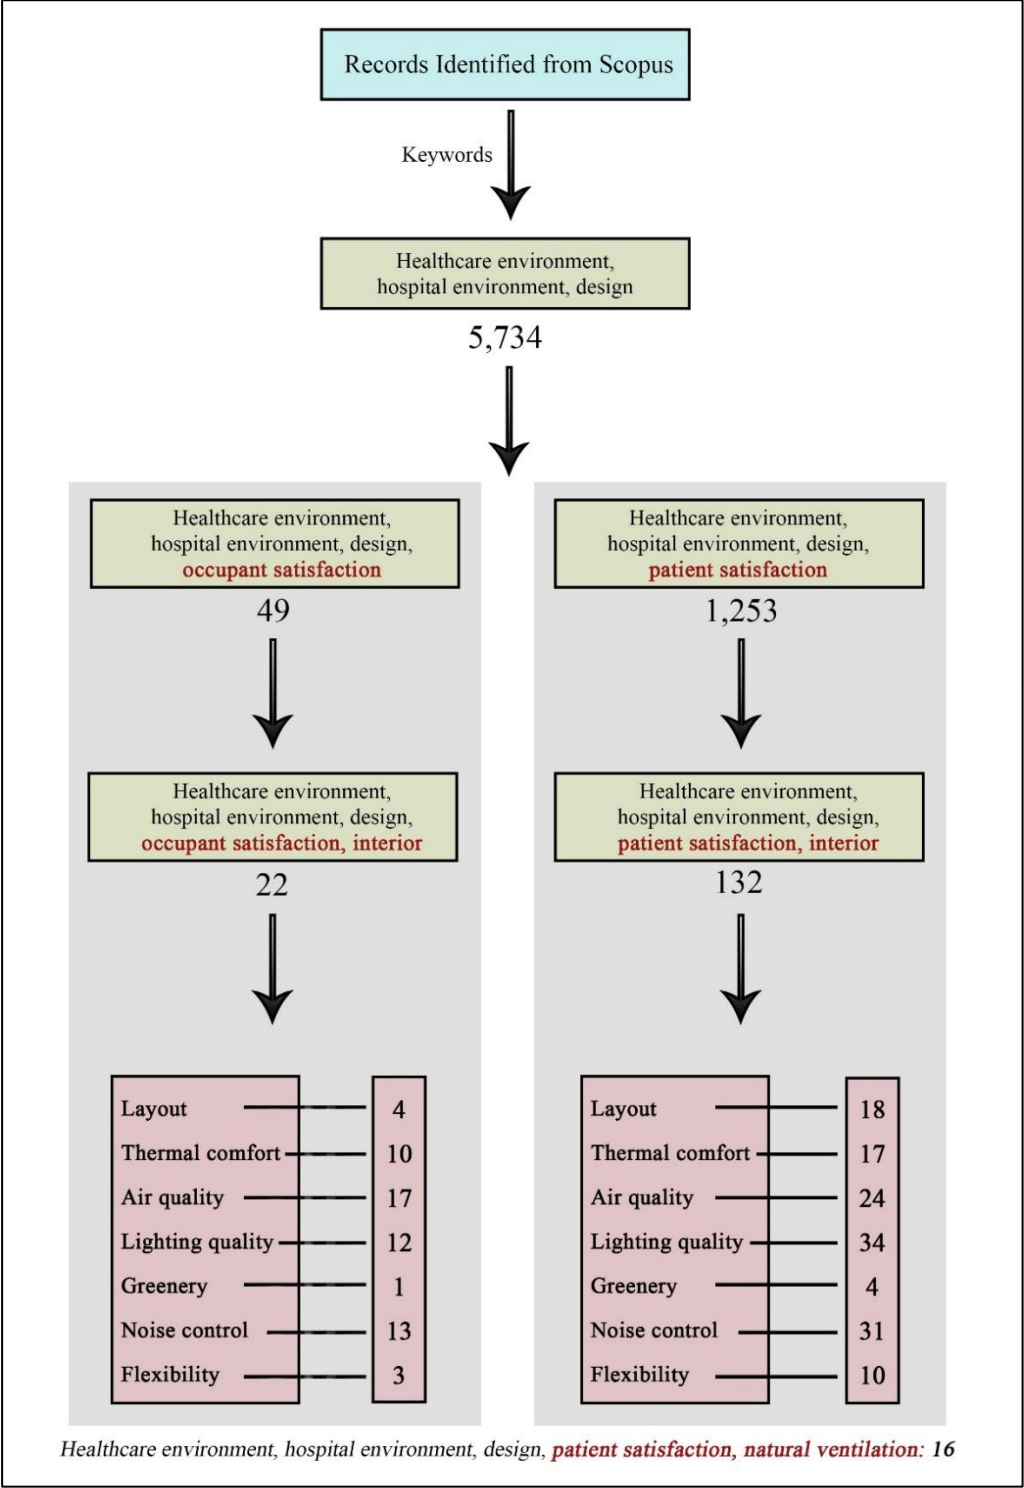 Records Identified from Scopus
Keywords
Healthcare environment,
hospital environment, design
5,734
Healthcare environment,
hospital environment, design,
occupant satisfaction
49
Healthcare environment,
hospital environment, design,
occupant satisfaction, interior
22
Layout 4
Thermal comfort 10
Air quality 17
Lighting quality 12
Greenery 1
Noise control 13
Flexibility 3
Healthcare environment,
hospital environment, design,
patient satisfaction
1,253
Healthcare environment,
hospital environment, design,
patient satisfaction, interior
132
Layout 18
Thermal comfort 17
Air quality 24
Lighting quality 34
Greenery 4
Noise control 31
Flexibility 10
Healthcare environment, hospital environment, design, patient satisfaction, natural ventilation: 16